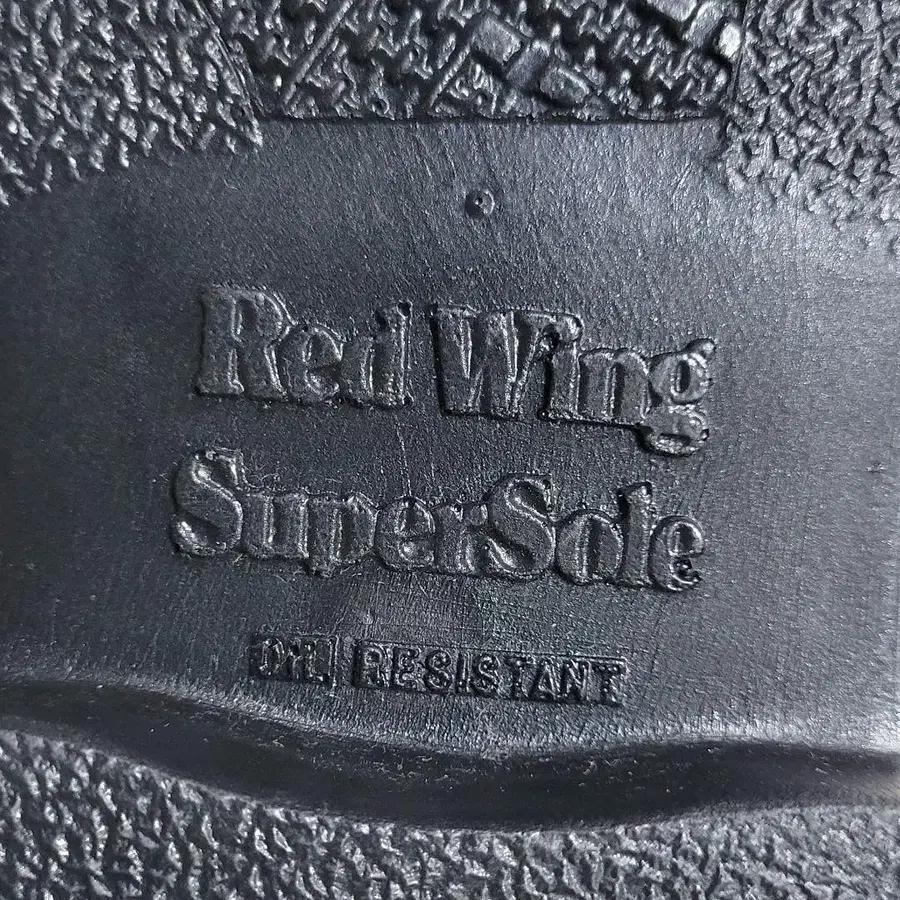 Red Wing
SuperSole
OIL RESISTANT